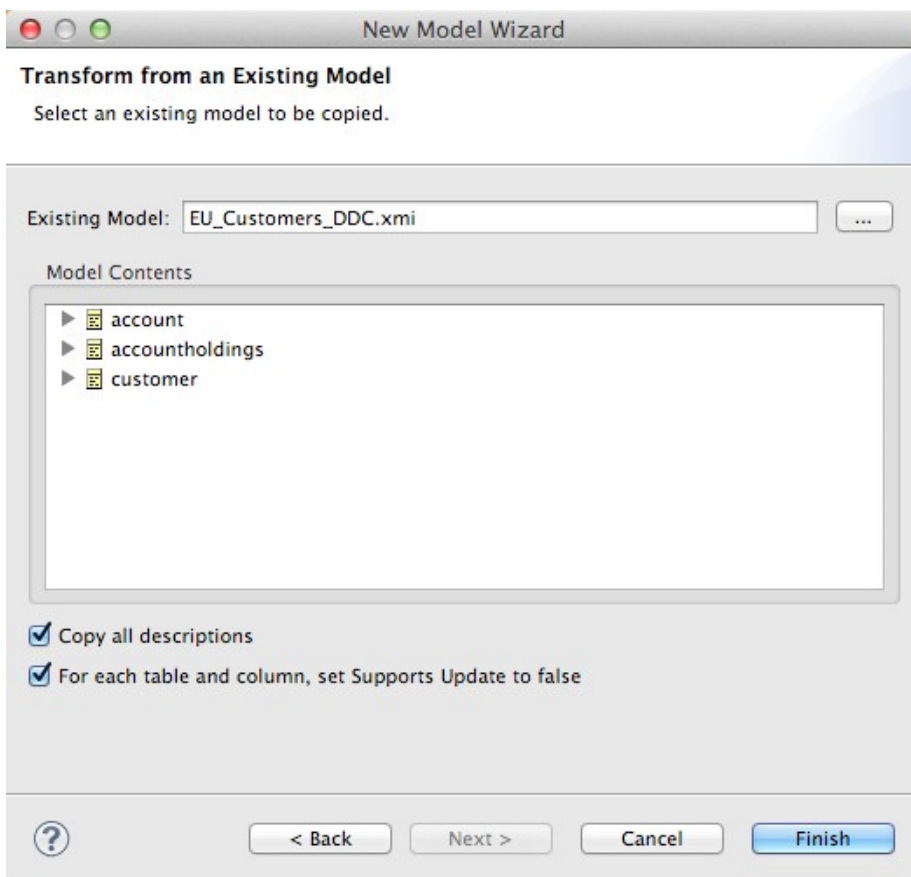 New Model Wizard
Transform from an Existing Model
Select an existing model to be copied.
Existing Model: EU_Customers_DDC.xmi ...
Model Contents
account
accountholdings
customer
Copy all descriptions
For each table and column, set Supports Update to false
? < Back Next > Cancel Finish